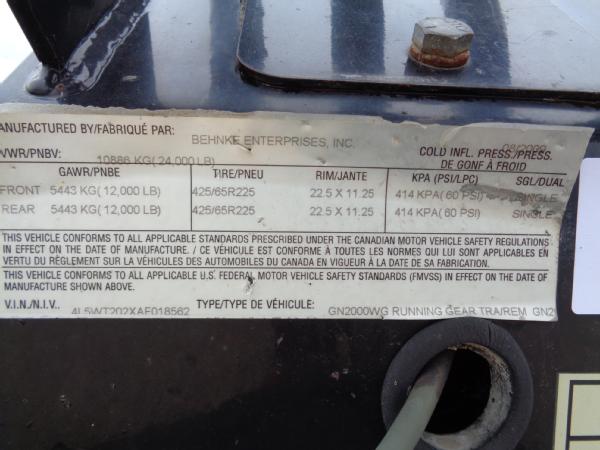 MANUFACTURED BY/FABRIQUÉ PAR: BEHNKE ENTERPRISES, INC.
VWR/PNBV: 10886 KG( 24,000 LB) COLD INFL. PRESS./PRESS. DE GONF À FROID
GAWR/PNBE TIRE/PNEU RIM/JANTE KPA (PSI/LPC) SGL/DUAL
FRONT 5443 KG( 12,000 LB) 425/65R225 22.5 X 11.25 414 KPA( 60 PSI) SINGLE
REAR 5443 KG( 12,000 LB) 425/65R225 22.5 X 11.25 414 KPA( 60 PSI) SINGLE
THIS VEHICLE CONFORMS TO ALL APPLICABLE STANDARDS PRESCRIBED UNDER THE CANADIAN MOTOR VEHICLE SAFETY REGULATIONS
IN EFFECT ON THE DATE OF MANUFACTURE. / CE VÉHICULE EST CONFORME À TOUTES LES NORMES QUI LUI SONT APPLICABLES EN
VERTU DU RÈGLEMENT SUR LA SÉCURITÉ DES VÉHICULES AUTOMOBILES DU CANADA EN VIGUEUR À LA DATE DE SA FABRICATION.
THIS VEHICLE CONFORMS TO ALL APPLICABLE U.S. FEDERAL MOTOR VEHICLE SAFETY STANDARDS (FMVSS) IN EFFECT ON THE DATE OF
MANUFACTURE SHOWN ABOVE.
V.I.N./N.I.V. 4L5WT202XAF018562 TYPE/TYPE DE VÉHICULE: GN2000WG RUNNING GEAR TRA/REM GN2